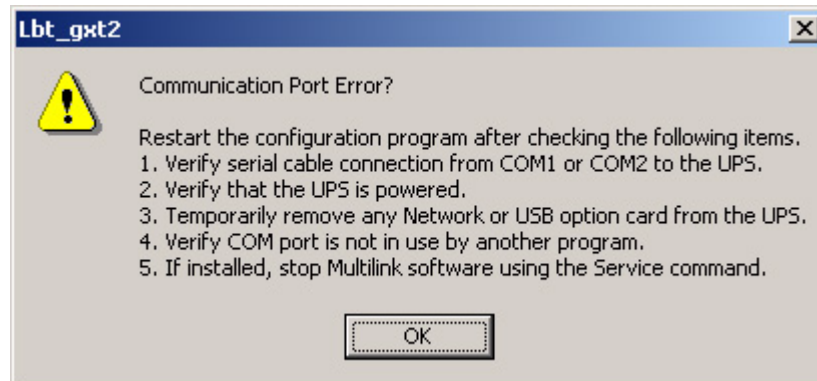 Lbt_gxt2
Communication Port Error?
Restart the configuration program after checking the following items.
1. Verify serial cable connection from COM1 or COM2 to the UPS.
2. Verify that the UPS is powered.
3. Temporarily remove any Network or USB option card from the UPS.
4. Verify COM port is not in use by another program.
5. If installed, stop Multilink software using the Service command.
OK